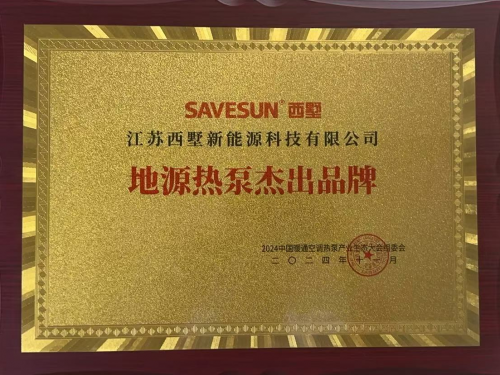 SAVESUN® 西墅
江苏西墅新能源科技有限公司
地源热泵杰出品牌
2024中国暖通空调热泵产业生态大会组委会
二〇二四年十 月